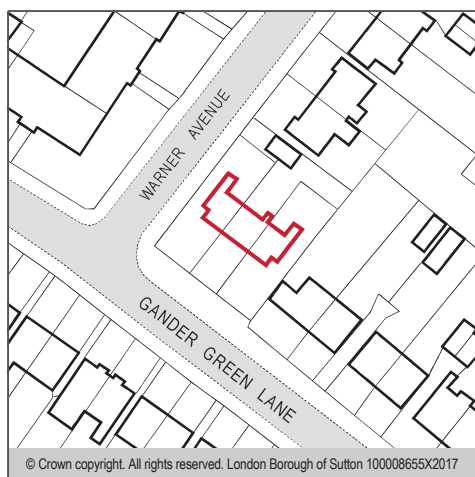 WARNER AVENUE
GANDER GREEN LANE
© Crown copyright. All rights reserved. London Borough of Sutton 100008655X2017